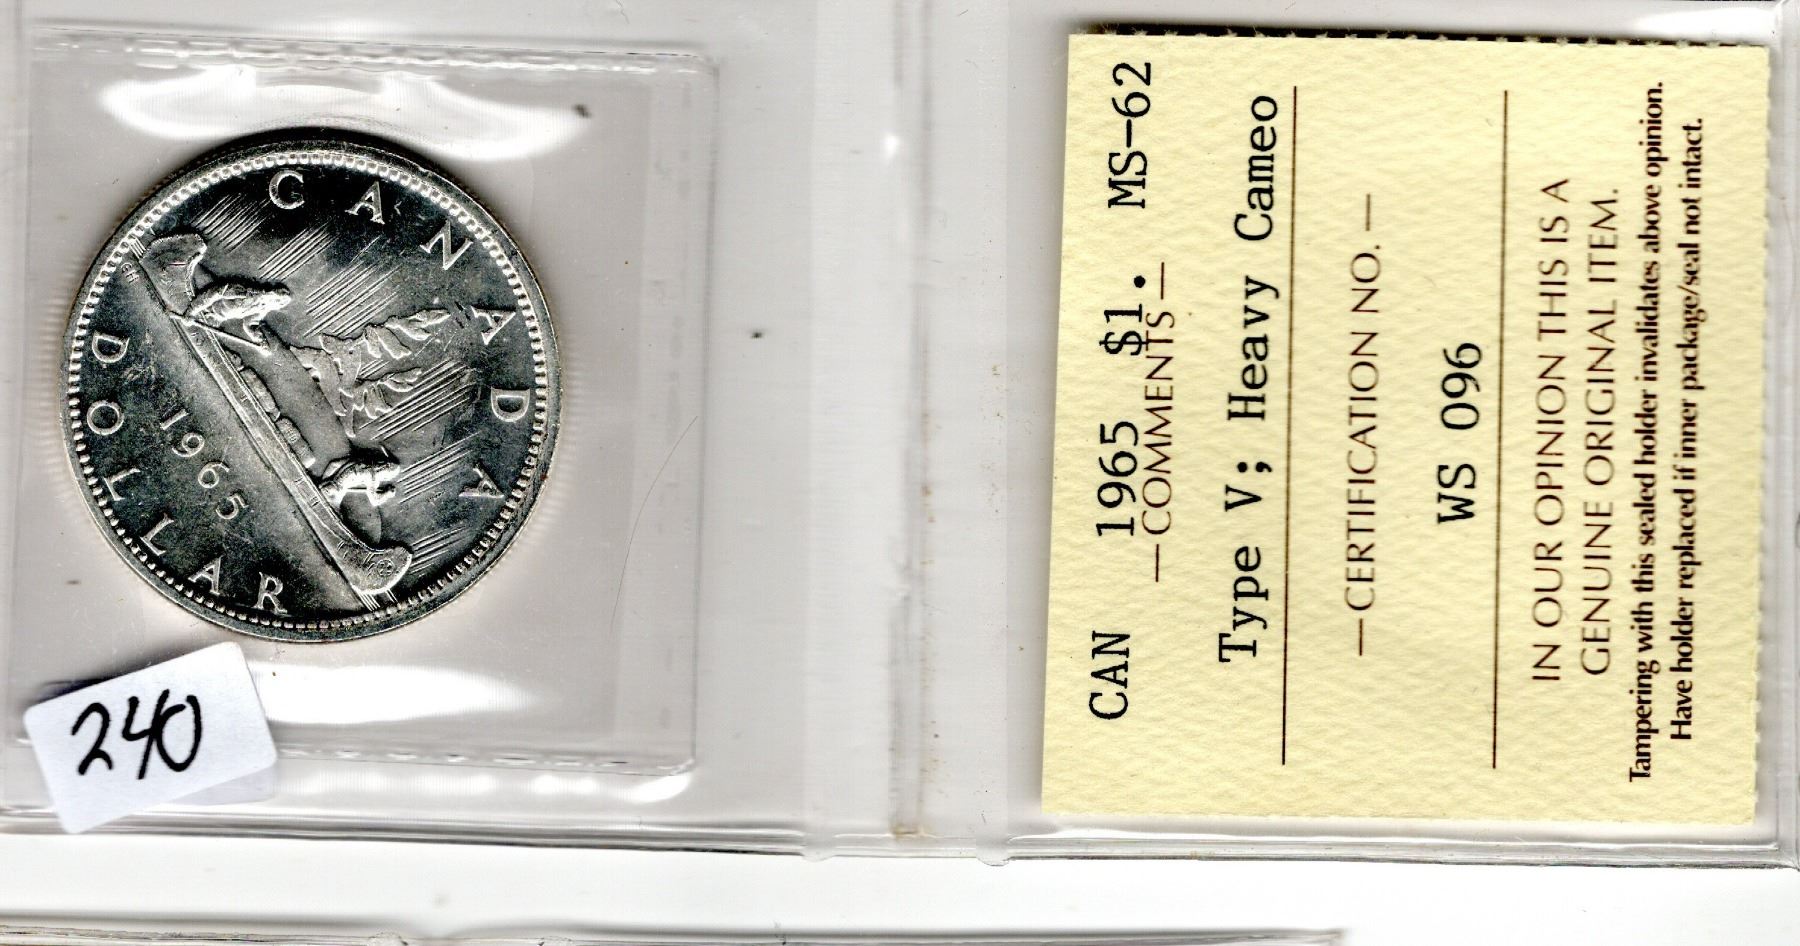 CANADA
1965
DOLLAR
240
CAN 1965 $1. MS-62
—COMMENTS—
Type V; Heavy Cameo
—CERTIFICATION NO.—
WS 096
IN OUR OPINION THIS IS A
GENUINE ORIGINAL ITEM.
Tampering with this sealed holder invalidates above opinion.
Have holder replaced if inner package/seal not intact.